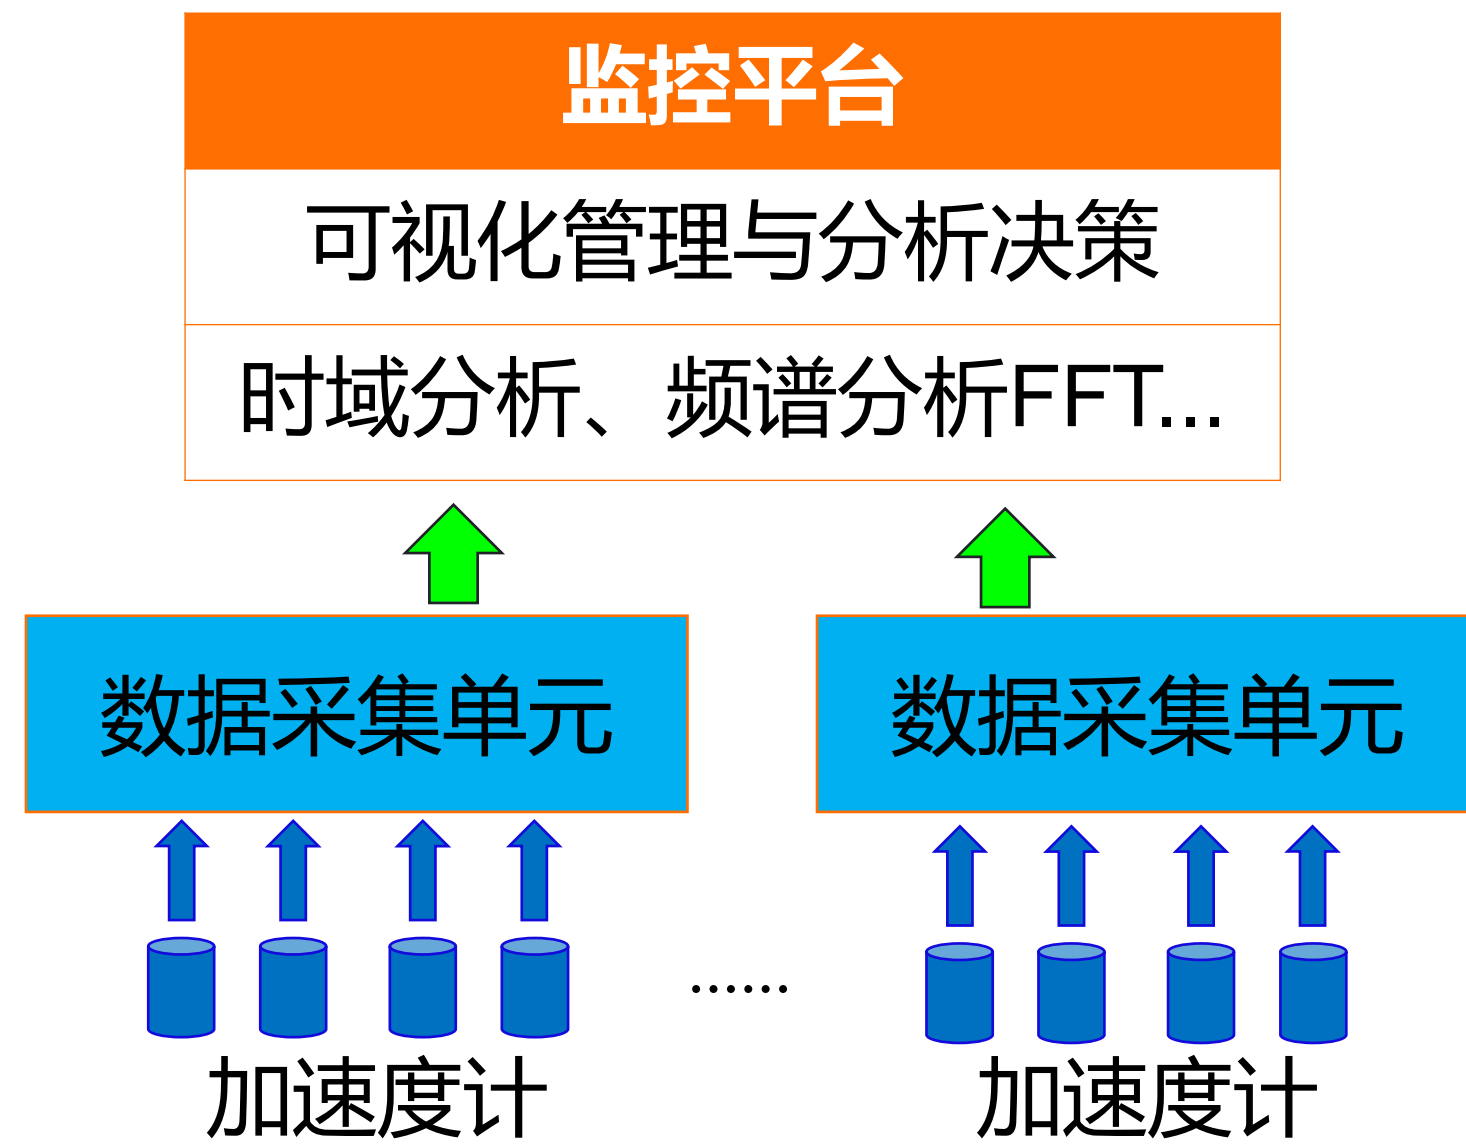 监控平台
可视化管理与分析决策
时域分析、频谱分析FFT...
数据采集单元
数据采集单元
......
加速度计
加速度计